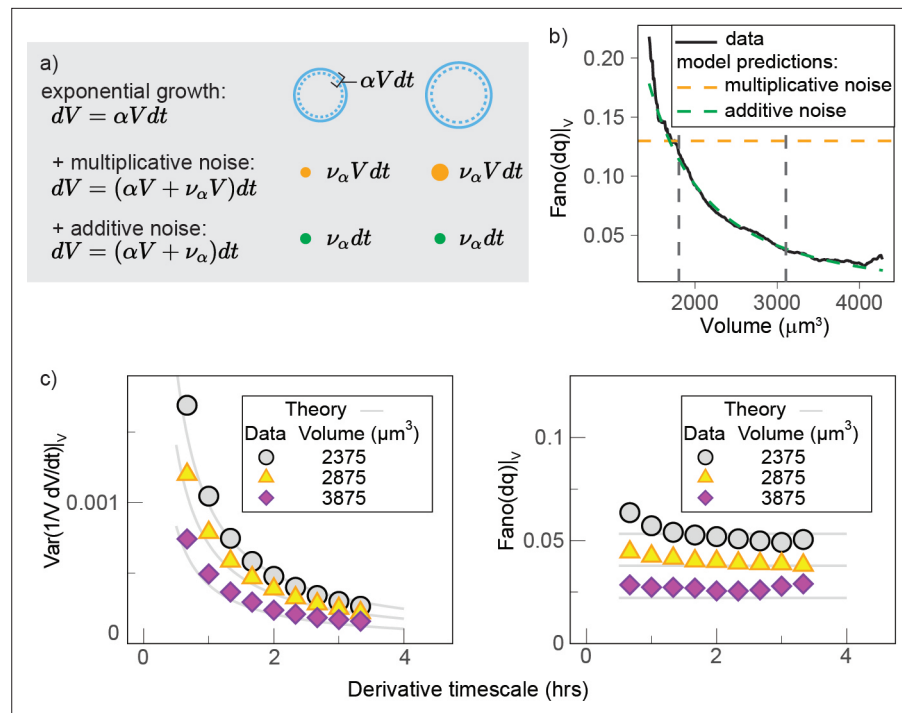 a)
exponential growth:
dV = αVdt
αVdt
+ multiplicative noise:
dV = (αV + ν_αV)dt
ν_αVdt
ν_αVdt
+ additive noise:
dV = (αV + ν_α)dt
ν_αdt
ν_αdt
b)
data
model predictions:
multiplicative noise
additive noise
0.20
0.15
0.10
0.05
Fano(dq)|_V
2000
3000
4000
Volume (μm³)
c)
Theory
Data Volume (µm³)
2375
2875
3875
Var(1/V dV/dt)|_V
0.001
0
0
2
4
Theory
Data Volume (µm³)
2375
2875
3875
Fano(dq)|_V
0.1
0.05
0
0
2
4
Derivative timescale (hrs)